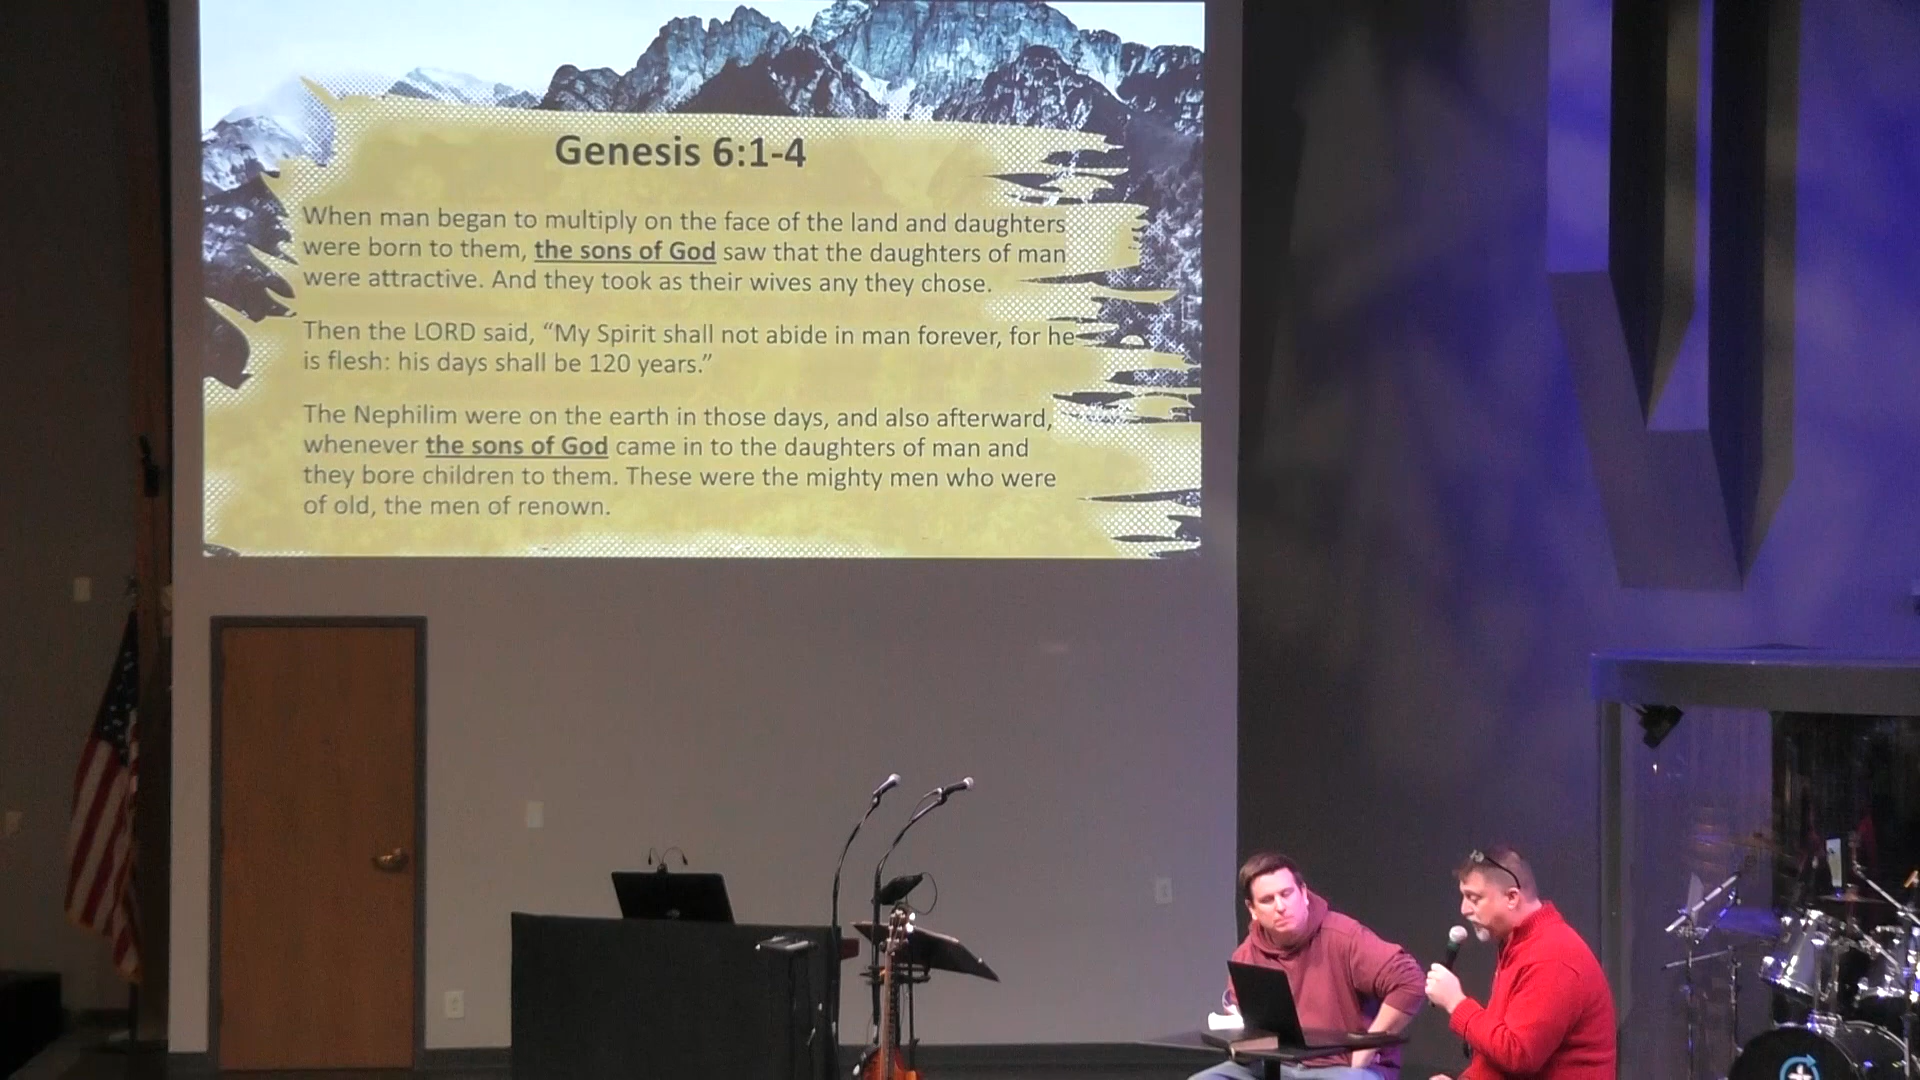 Genesis 6:1-4
When man began to multiply on the face of the land and daughters
were born to them, the sons of God saw that the daughters of man
were attractive. And they took as their wives any they chose.
Then the LORD said, “My Spirit shall not abide in man forever, for he
is flesh: his days shall be 120 years.”
The Nephilim were on the earth in those days, and also afterward,
whenever the sons of God came in to the daughters of man and
they bore children to them. These were the mighty men who were
of old, the men of renown.